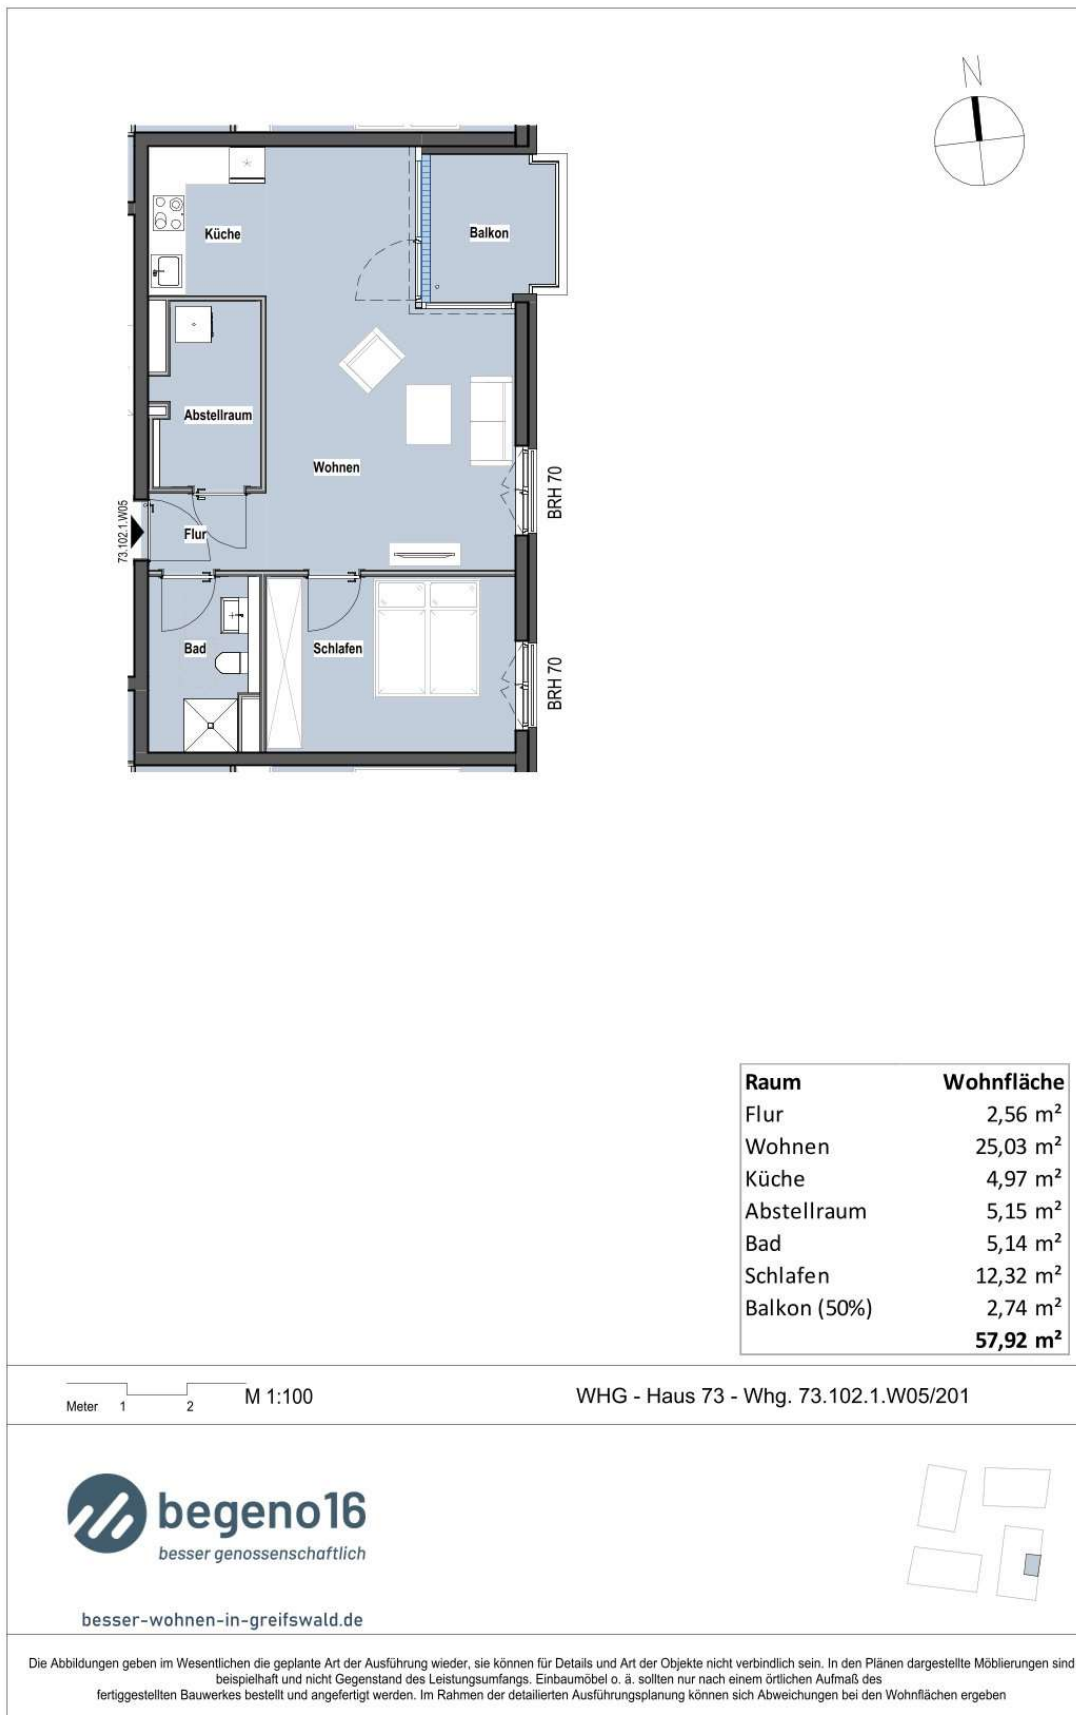 N
Küche
Balkon
Abstellraum
Wohnen
BRH 70
73.102.1.W05
Flur
Bad
Schlafen
BRH 70
Raum Wohnfläche
Flur 2,56 m²
Wohnen 25,03 m²
Küche 4,97 m²
Abstellraum 5,15 m²
Bad 5,14 m²
Schlafen 12,32 m²
Balkon (50%) 2,74 m²
57,92 m²
Meter 1 2 M 1:100
WHG - Haus 73 - Whg. 73.102.1.W05/201
begeno16
besser genossenschaftlich
besser-wohnen-in-greifswald.de
Die Abbildungen geben im Wesentlichen die geplante Art der Ausführung wieder, sie können für Details und Art der Objekte nicht verbindlich sein. In den Plänen dargestellte Möblierungen sind
beispielhaft und nicht Gegenstand des Leistungsumfangs. Einbaumöbel o. ä. sollten nur nach einem örtlichen Aufmaß des
fertiggestellten Bauwerkes bestellt und angefertigt werden. Im Rahmen der detailierten Ausführungsplanung können sich Abweichungen bei den Wohnflächen ergeben